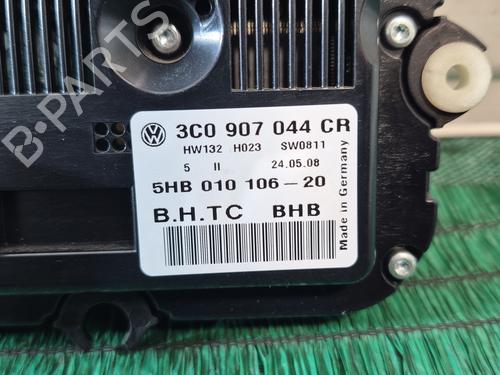 3C0 907 044 CR
HW132 H023 SW0811
5 II 24.05.08
5HB 010 106-20
B.H.TC BHB
Made in Germany